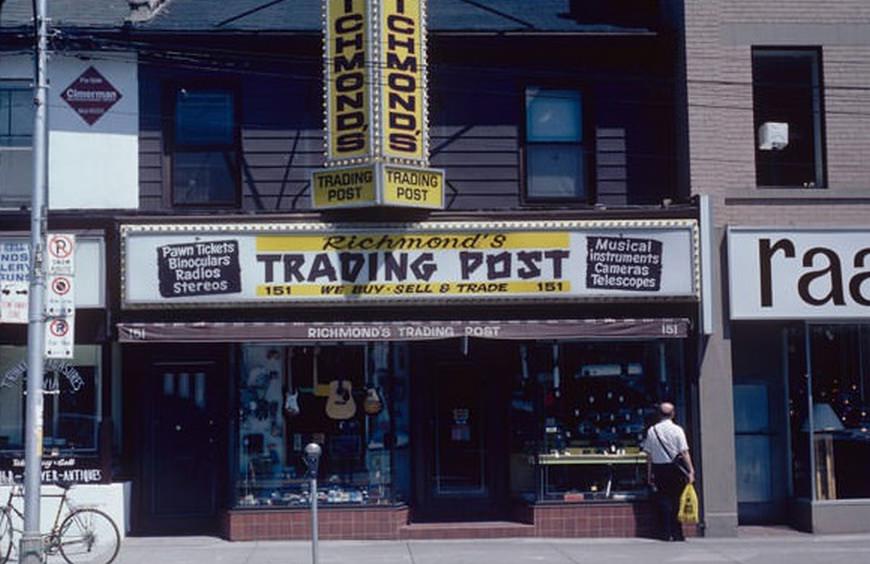 RICHMOND'S
RICHMOND'S
TRADING
POST
TRADING
POST
Cimerman
Richmond's
TRADING POST
151 WE BUY · SELL & TRADE 151
Pawn Tickets
Binoculars
Radios
Stereos
Musical
Instruments
Cameras
Telescopes
151 RICHMOND'S TRADING POST 151
raa
GUNS
ANTIQUES